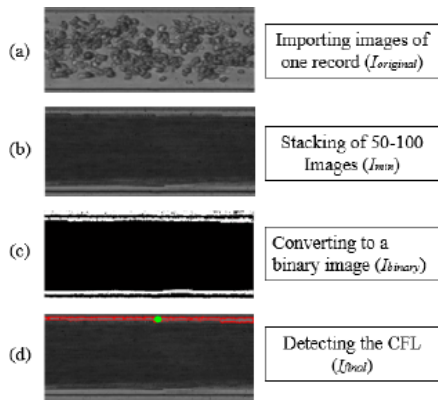 (a)
Importing images of
one record (Ioriginal)
(b)
Stacking of 50-100
Images (Imin)
(c)
Converting to a
binary image (Ibinary)
(d)
Detecting the CFL
(Ifinal)